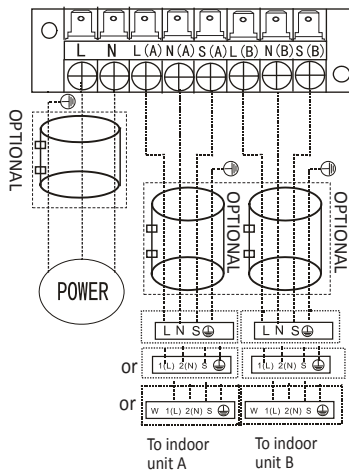 L N L(A) N(A) S(A) L(B) N(B) S(B)
OPTIONAL
OPTIONAL
OPTIONAL
POWER
L N S L N S
or 1(L) 2(N) S 1(L) 2(N) S
or W 1(L) 2(N) S W 1(L) 2(N) S
To indoor unit A
To indoor unit B